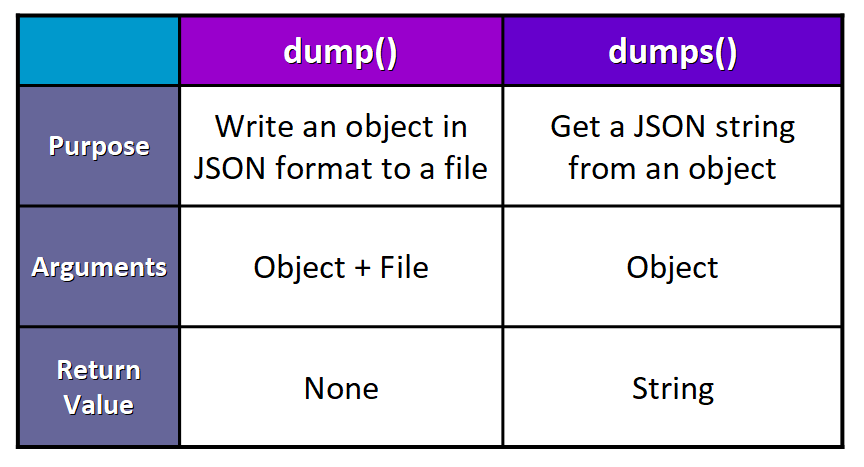 dump()
dumps()
Purpose
Write an object in
JSON format to a file
Get a JSON string
from an object
Arguments
Object + File
Object
Return
Value
None
String